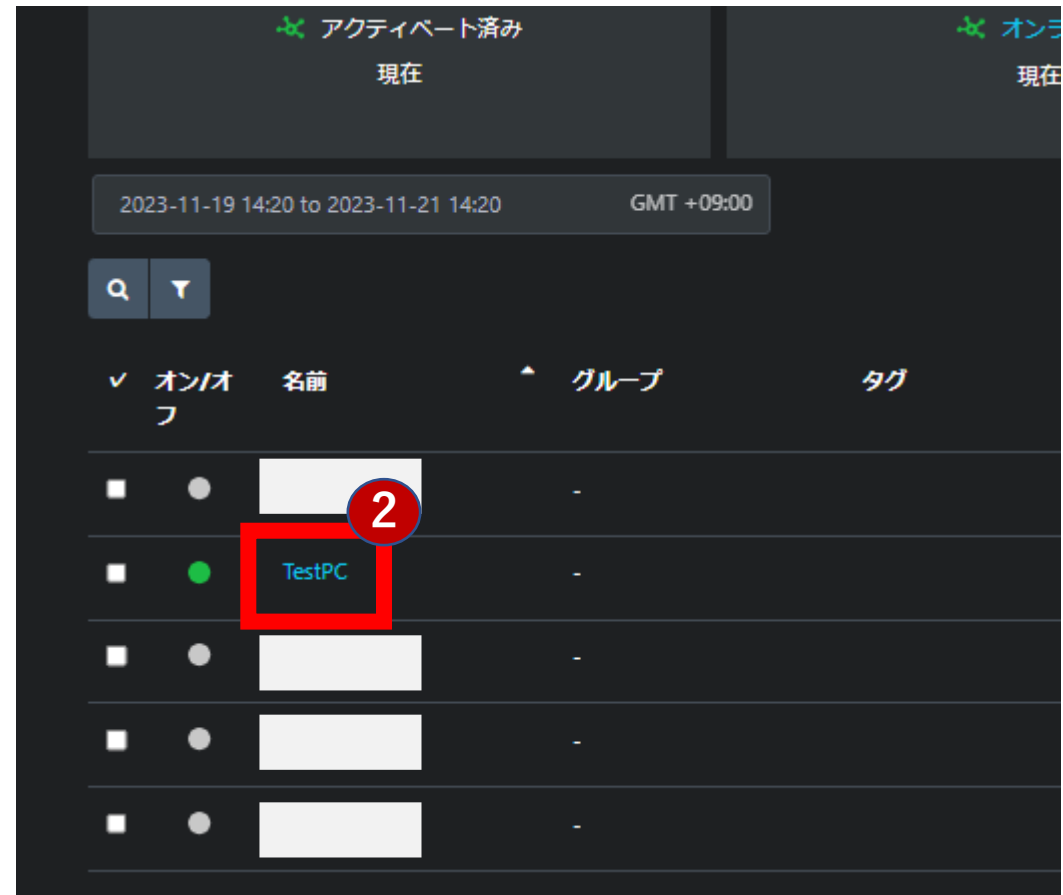 アクティベート済み
現在
オンラ
現在
2023-11-19 14:20 to 2023-11-21 14:20 GMT +09:00
オン/オフ 名前 グループ タグ
-
2
TestPC -
-
-
-